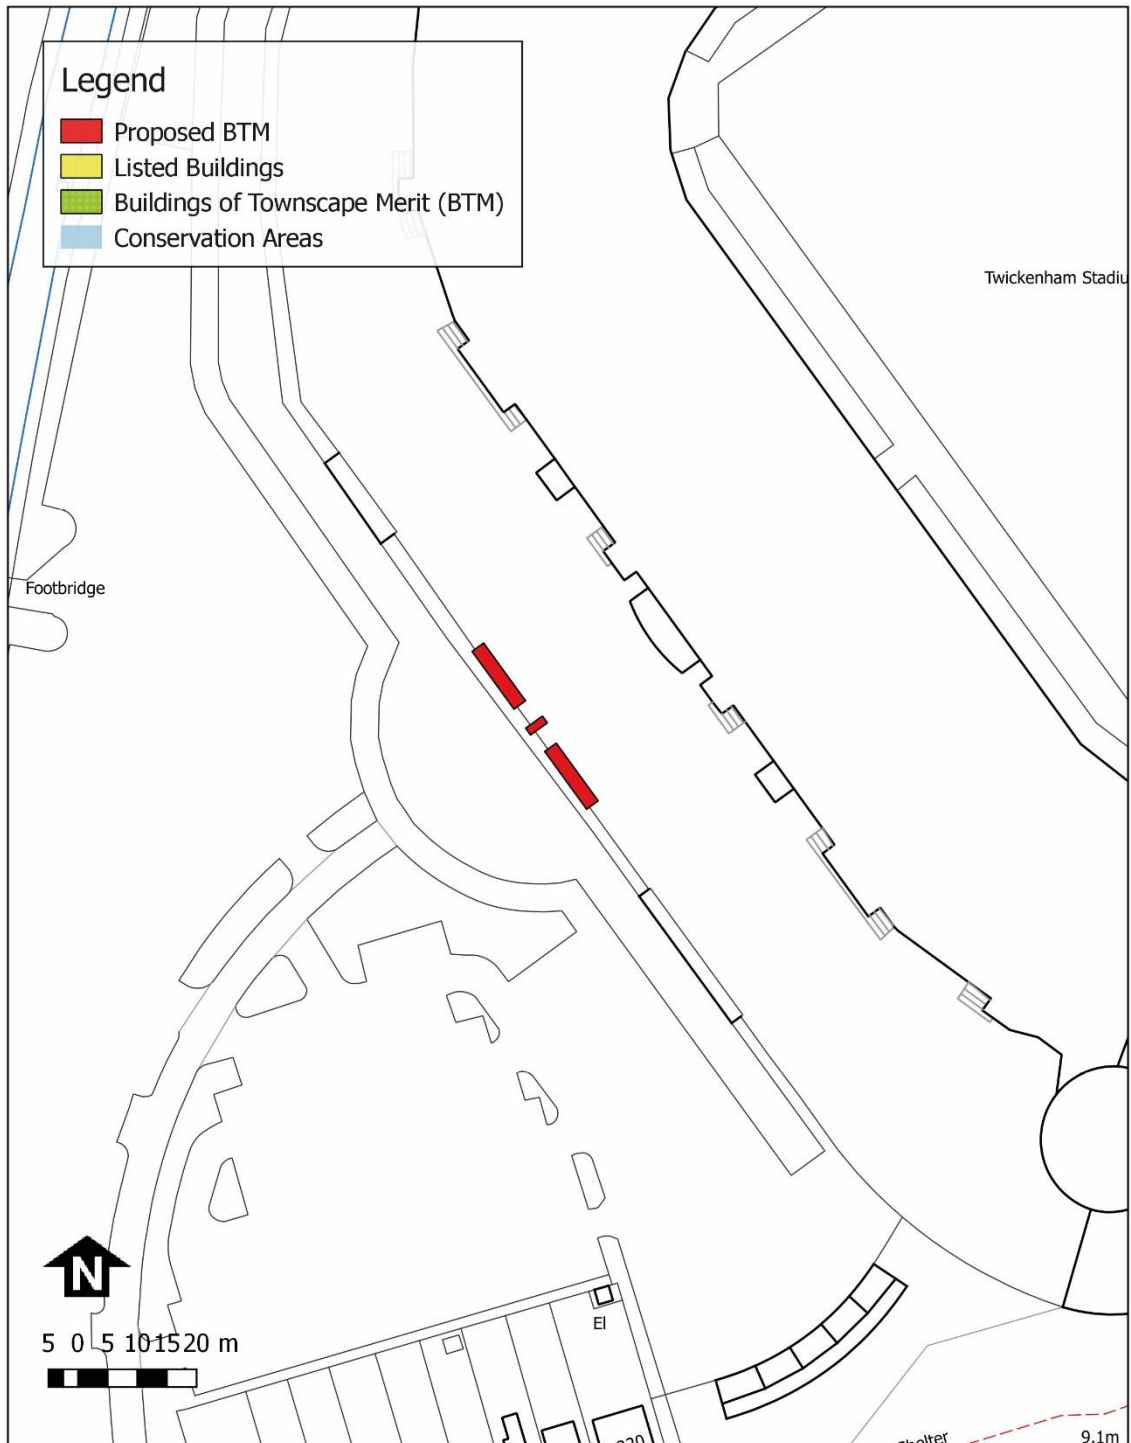 Legend
Proposed BTM
Listed Buildings
Buildings of Townscape Merit (BTM)
Conservation Areas
Twickenham Stadiu
Footbridge
N
5 0 5 10 15 20 m
El
9.1m